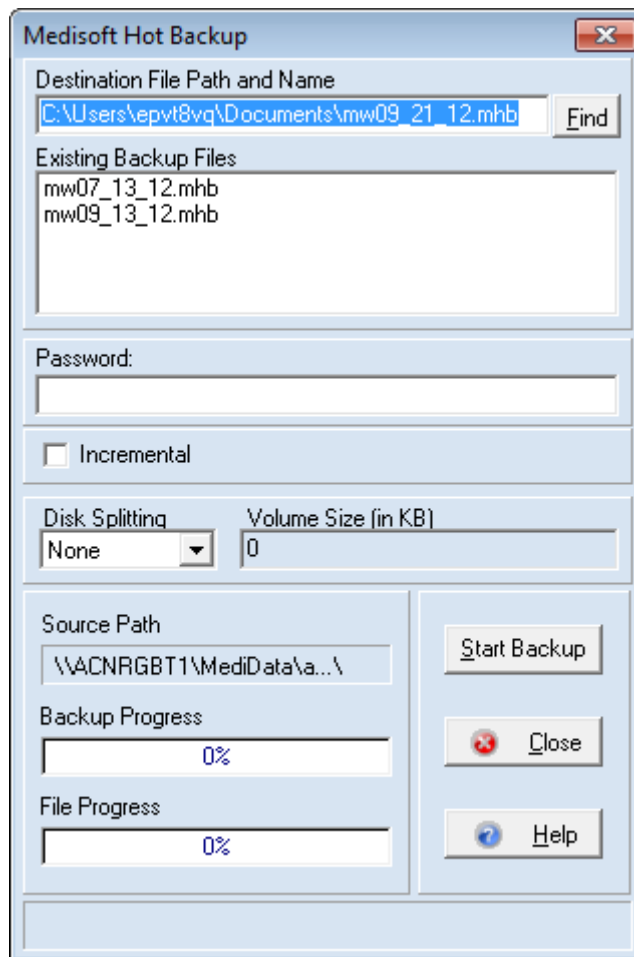 Medisoft Hot Backup
Destination File Path and Name
C:\Users\epvt8vq\Documents\mw09_21_12.mhb
Find
Existing Backup Files
mw07_13_12.mhb
mw09_13_12.mhb
Password:
Incremental
Disk Splitting
Volume Size (in KB)
None
0
Source Path
\\ACNRGBT1\MediData\a...\
Start Backup
Backup Progress
0%
Close
File Progress
0%
Help